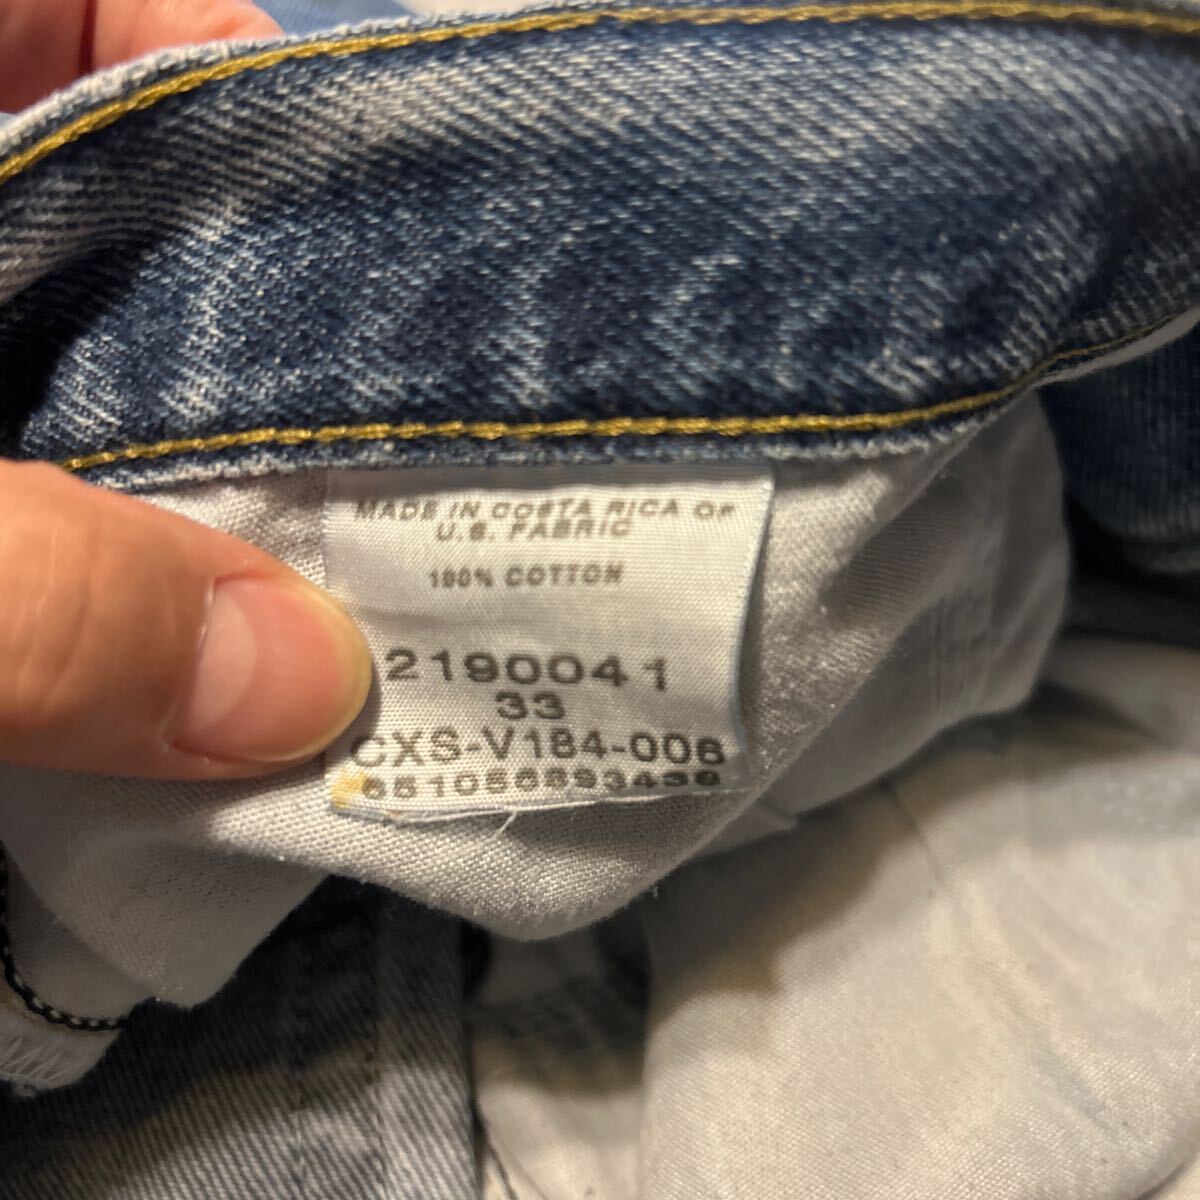 MADE IN COSTA RICA OF
U.S. FABRIC
100% COTTON
2190041
33
CXS-V184-006